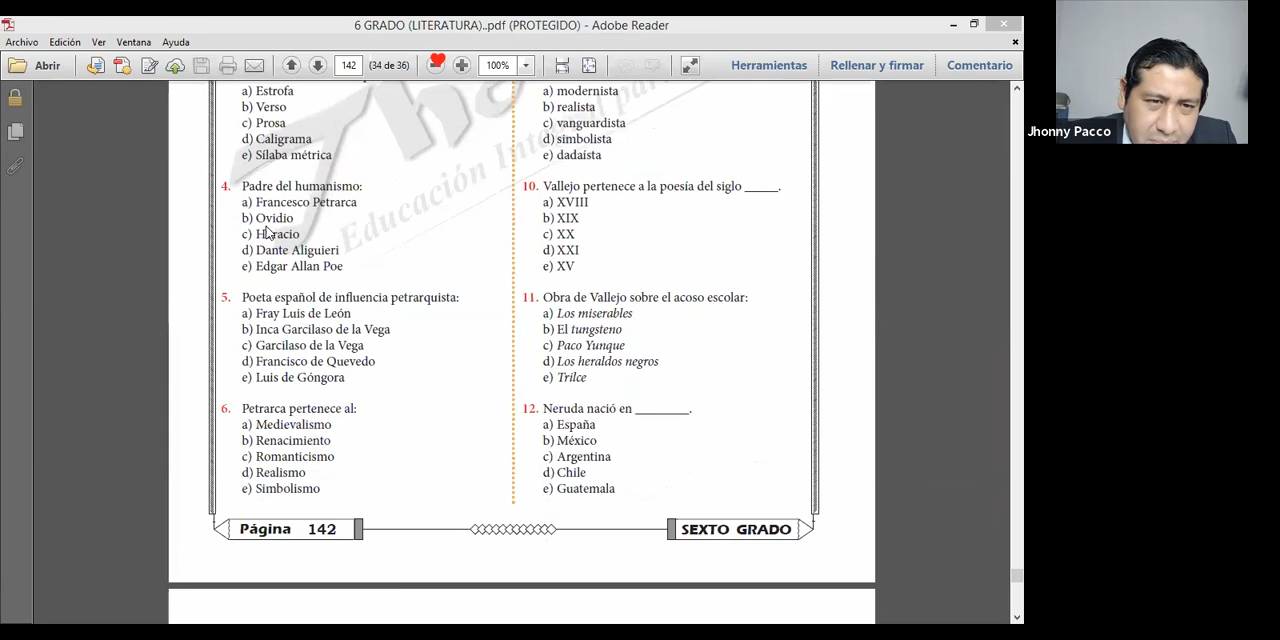 6 GRADO (LITERATURA)..pdf (PROTEGIDO) - Adobe Reader
Archivo Edición Ver Ventana Ayuda
Abrir 142 (34 de 36) 100% Herramientas Rellenar y firmar Comentario
a) Estrofa
b) Verso
c) Prosa
d) Caligrama
e) Sílaba métrica
4. Padre del humanismo:
a) Francesco Petrarca
b) Ovidio
c) Horacio
d) Dante Aliguieri
e) Edgar Allan Poe
5. Poeta español de influencia petrarquista:
a) Fray Luis de León
b) Inca Garcilaso de la Vega
c) Garcilaso de la Vega
d) Francisco de Quevedo
e) Luis de Góngora
6. Petrarca pertenece al:
a) Medievalismo
b) Renacimiento
c) Romanticismo
d) Realismo
e) Simbolismo
a) modernista
b) realista
c) vanguardista
d) simbolista
e) dadaísta
10. Vallejo pertenece a la poesía del siglo _____.
a) XVIII
b) XIX
c) XX
d) XXI
e) XV
11. Obra de Vallejo sobre el acoso escolar:
a) Los miserables
b) El tungsteno
c) Paco Yunque
d) Los heraldos negros
e) Trilce
12. Neruda nació en ________.
a) España
b) México
c) Argentina
d) Chile
e) Guatemala
Página 142
SEXTO GRADO
Educación
Jhonny Pacco